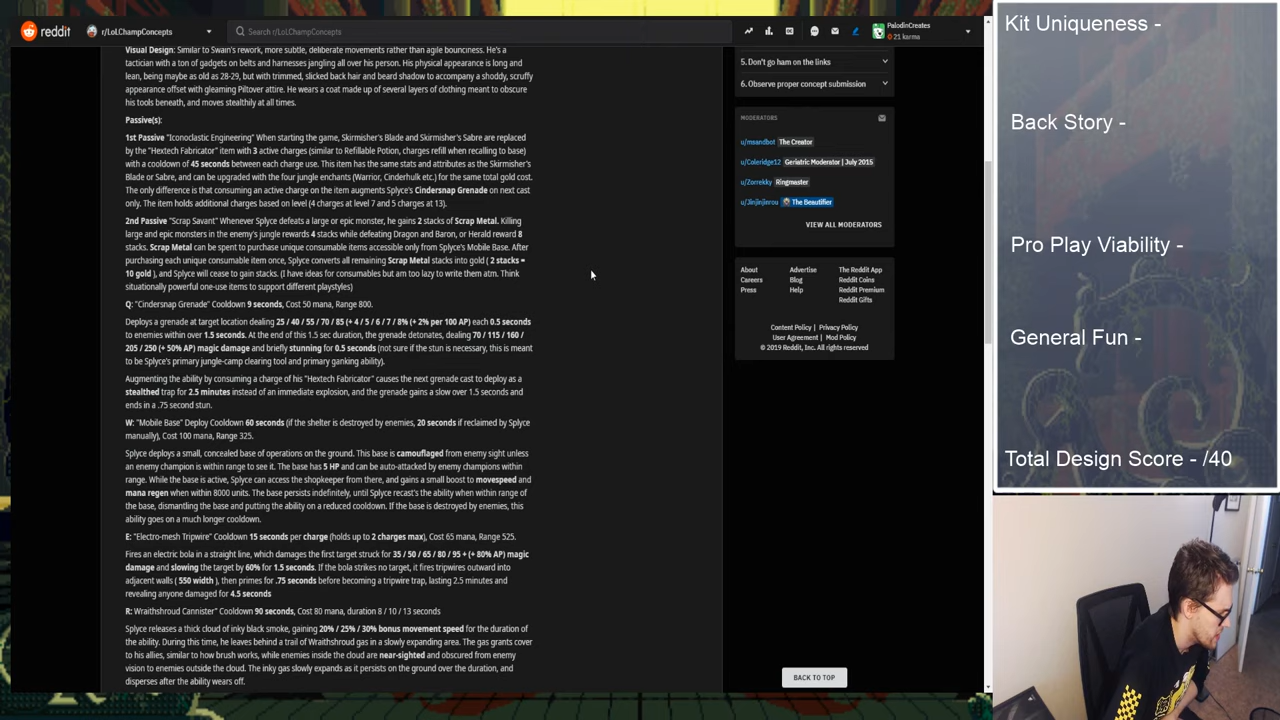 reddit
r/LoLChampConcepts
Search r/LoLChampConcepts
PalodinCreates
21 karma
Visual Design: Similar to Swain's rework, more subtle, deliberate movements rather than agile bounciness. He's a
tactician with a ton of gadgets on belts and harnesses jangling all over his person. His physical appearance is long and
lean, being maybe as old as 28-29, but with trimmed, slicked back hair and beard shadow to accompany a shoddy, scruffy
appearance offset with gleaming Piltover attire. He wears a coat made up of several layers of clothing meant to obscure
his tools beneath, and moves stealthily at all times.
Passive(s):
1st Passive "Iconoclastic Engineering" When starting the game, Skirmisher's Blade and Skirmisher's Sabre are replaced
by the "Hextech Fabricator" item with 3 active charges (similar to Refillable Potion, charges refill when recalling to base)
with a cooldown of 45 seconds between each charge use. This item has the same stats and attributes as the Skirmisher's
Blade or Sabre, and can be upgraded with the four jungle enchants (Warrior, Cinderhulk etc.) for the same total gold cost.
The only difference is that consuming an active charge on the item augments Splyce's Cindersnap Grenade on next cast
only. The item holds additional charges based on level (4 charges at level 7 and 5 charges at 13).
2nd Passive "Scrap Savant" Whenever Splyce defeats a large or epic monster, he gains 2 stacks of Scrap Metal. Killing
large and epic monsters in the enemy's jungle rewards 4 stacks while defeating Dragon and Baron, or Herald reward 8
stacks. Scrap Metal can be spent to purchase unique consumable items accessible only from Splyce's Mobile Base. After
purchasing each unique consumable item once, Splyce converts all remaining Scrap Metal stacks into gold ( 2 stacks =
10 gold ), and Splyce will cease to gain stacks. (I have ideas for consumables but am too lazy to write them atm. Think
situationally powerful one-use items to support different playstyles)
Q: "Cindersnap Grenade" Cooldown 9 seconds, Cost 50 mana, Range 800.
Deploys a grenade at target location dealing 25 / 40 / 55 / 70 / 85 (+ 4 / 5 / 6 / 7 / 8% (+ 2% per 100 AP) each 0.5 seconds
to enemies within over 1.5 seconds. At the end of this 1.5 sec duration, the grenade detonates, dealing 70 / 115 / 160 /
205 / 250 (+ 50% AP) magic damage and briefly stunning for 0.5 seconds (not sure if the stun is necessary, this is meant
to be Splyce's primary jungle-camp clearing tool and primary ganking ability).
Augmenting the ability by consuming a charge of his "Hextech Fabricator" causes the next grenade cast to deploy as a
stealthed trap for 2.5 minutes instead of an immediate explosion, and the grenade gains a slow over 1.5 seconds and
ends in a .75 second stun.
W: "Mobile Base" Deploy Cooldown 60 seconds (if the shelter is destroyed by enemies, 20 seconds if reclaimed by Splyce
manually), Cost 100 mana, Range 325.
Splyce deploys a small, concealed base of operations on the ground. This base is camouflaged from enemy sight unless
an enemy champion is within range to see it. The base has 5 HP and can be auto-attacked by enemy champions within
range. While the base is active, Splyce can access the shopkeeper from there, and gains a small boost to movespeed and
mana regen when within 8000 units. The base persists indefinitely, until Splyce recast's the ability when within range of
the base, dismantling the base and putting the ability on a reduced cooldown. If the base is destroyed by enemies, this
ability goes on a much longer cooldown.
E: "Electro-mesh Tripwire" Cooldown 15 seconds per charge (holds up to 2 charges max), Cost 65 mana, Range 525.
Fires an electric bola in a straight line, which damages the first target struck for 35 / 50 / 65 / 80 / 95 + (+ 80% AP) magic
damage and slowing the target by 60% for 1.5 seconds. If the bola strikes no target, it fires tripwires outward into
adjacent walls ( 550 width ), then primes for .75 seconds before becoming a tripwire trap, lasting 2.5 minutes and
revealing anyone damaged for 4.5 seconds
R: Wraithshroud Cannister" Cooldown 90 seconds, Cost 80 mana, duration 8 / 10 / 13 seconds
Splyce releases a thick cloud of inky black smoke, gaining 20% / 25% / 30% bonus movement speed for the duration of
the ability. During this time, he leaves behind a trail of Wraithshroud gas in a slowly expanding area. The gas grants cover
to his allies, similar to how brush works, while enemies inside the cloud are near-sighted and obscured from enemy
vision to enemies outside the cloud. The inky gas slowly expands as it persists on the ground over the duration, and
disperses after the ability wears off.
5. Don't go ham on the links
6. Observe proper concept submission
MODERATORS
u/msandbot The Creator
u/Coleridge12 Geriatric Moderator | July 2015
u/Zorrekky Ringmaster
u/Jinjinjinrou The Beautifier
VIEW ALL MODERATORS
About Advertise The Reddit App
Careers Blog Reddit Coins
Press Help Reddit Premium
Reddit Gifts
Content Policy | Privacy Policy
User Agreement | Mod Policy
© 2019 Reddit, Inc. All rights reserved
BACK TO TOP
Kit Uniqueness -
Back Story -
Pro Play Viability -
General Fun -
Total Design Score - /40